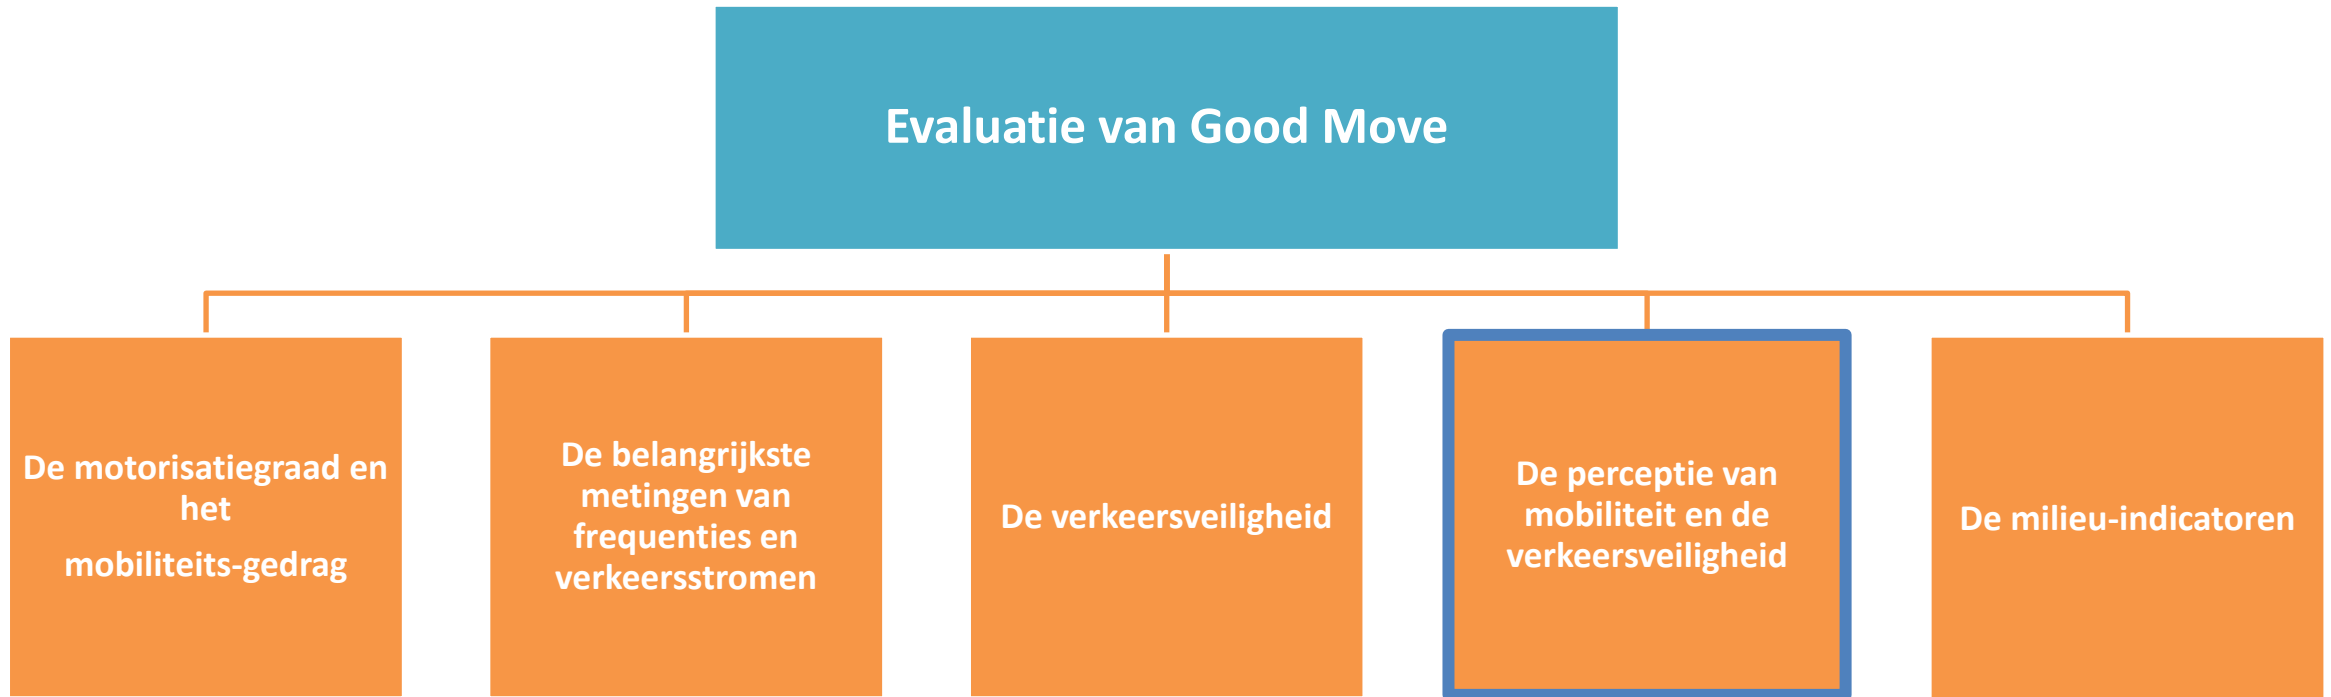 Evaluatie van Good Move
De motorisatiegraad en
het
mobiliteits-gedrag
De belangrijkste
metingen van
frequenties en
verkeersstromen
De verkeersveiligheid
De perceptie van
mobiliteit en de
verkeersveiligheid
De milieu-indicatoren